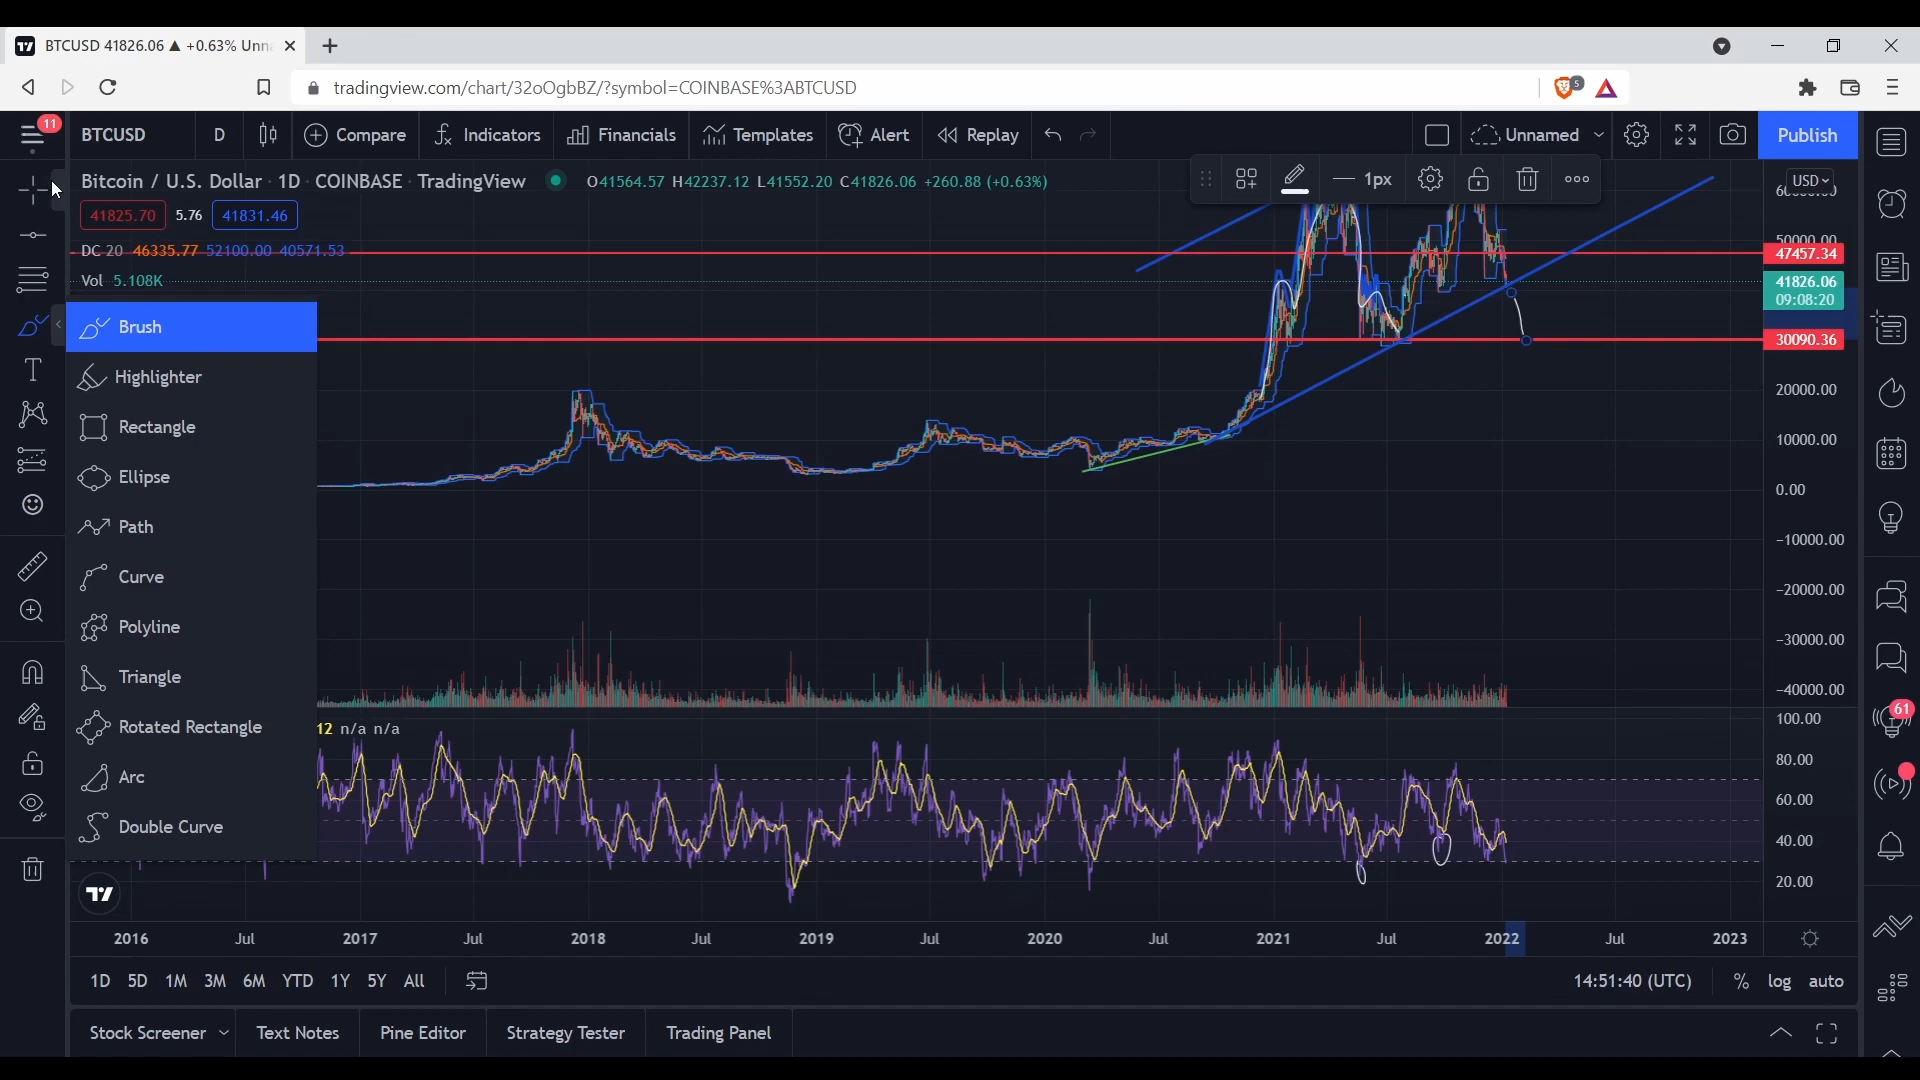 BTCUSD 41826.06 ▲ +0.63% Unna
tradingview.com/chart/32oOgbBZ/?symbol=COINBASE%3ABTCUSD
5
11
BTCUSD D Compare Indicators Financials Templates Alert Replay Unnamed Publish
Bitcoin / U.S. Dollar · 1D · COINBASE · TradingView O41564.57 H42237.12 L41552.20 C41826.06 +260.88 (+0.63%)
1px
USD
41825.70 5.76 41831.46
DC 20 46335.77 52100.00 40571.53
Vol 5.108K
50000.00
47457.34
41826.06
09:08:20
30090.36
20000.00
10000.00
0.00
−10000.00
−20000.00
−30000.00
−40000.00
Brush
Highlighter
Rectangle
Ellipse
Path
Curve
Polyline
Triangle
Rotated Rectangle
Arc
Double Curve
12 n/a n/a
100.00
80.00
60.00
40.00
20.00
61
2016 Jul 2017 Jul 2018 Jul 2019 Jul 2020 Jul 2021 Jul 2022 Jul 2023
1D 5D 1M 3M 6M YTD 1Y 5Y All 14:51:40 (UTC) % log auto
Stock Screener Text Notes Pine Editor Strategy Tester Trading Panel